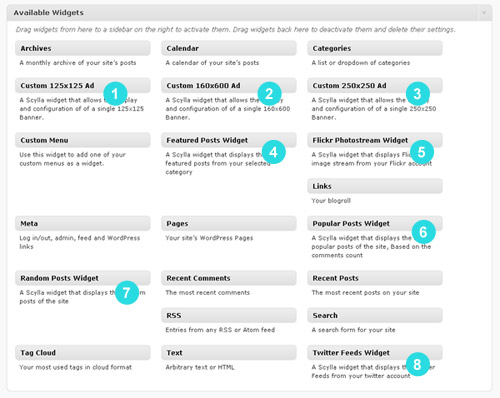 Available Widgets
Drag widgets from here to a sidebar on the right to activate them. Drag widgets back here to deactivate them and delete their settings.
Archives
A monthly archive of your site's posts
Calendar
A calendar of your site's posts
Categories
A list or dropdown of categories
Custom 125x125 Ad
1
A Scylla widget that allows
and configuration of of a single 125x125
Banner.
Custom 160x600 Ad
2
A Scylla widget that allows the
and configuration of of a single 160x600
Banner.
Custom 250x250 Ad
3
A Scylla widget that allows the
and configuration of of a single 250x250
Banner.
Custom Menu
Use this widget to add one of your
custom menus as a widget.
Featured Posts Widget
4
A Scylla widget that displays the
featured posts from your selected
category
Flickr Photostream Widget
5
A Scylla widget that displays
image stream from your Flickr account
Links
Your blogroll
Meta
Log in/out, admin, feed and WordPress
links
Pages
Your site's WordPress Pages
Popular Posts Widget
6
A Scylla widget that displays the
popular posts of the site, Based on the
comments count
Random Posts Widget
7
A Scylla widget that displays
posts of the site
Recent Comments
The most recent comments
Recent Posts
The most recent posts on your site
RSS
Entries from any RSS or Atom feed
Search
A search form for your site
Tag Cloud
Your most used tags in cloud format
Text
Arbitrary text or HTML
Twitter Feeds Widget
8
A Scylla widget that displays the
Feeds from your twitter account